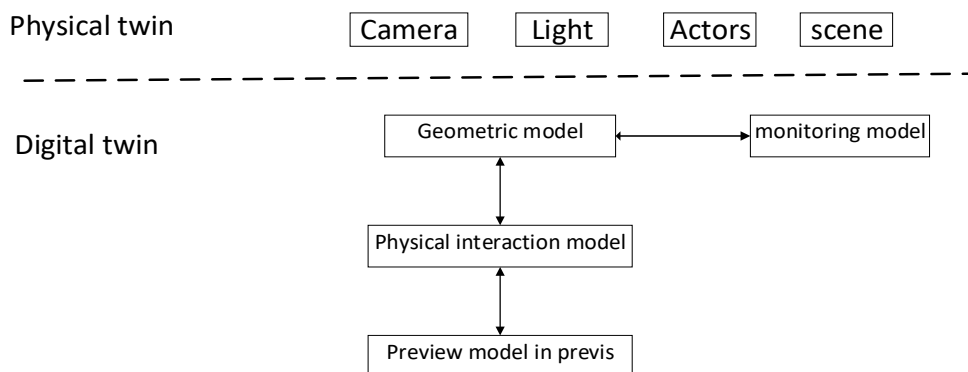 Physical twin
Camera
Light
Actors
scene
Digital twin
Geometric model
monitoring model
Physical interaction model
Preview model in previs